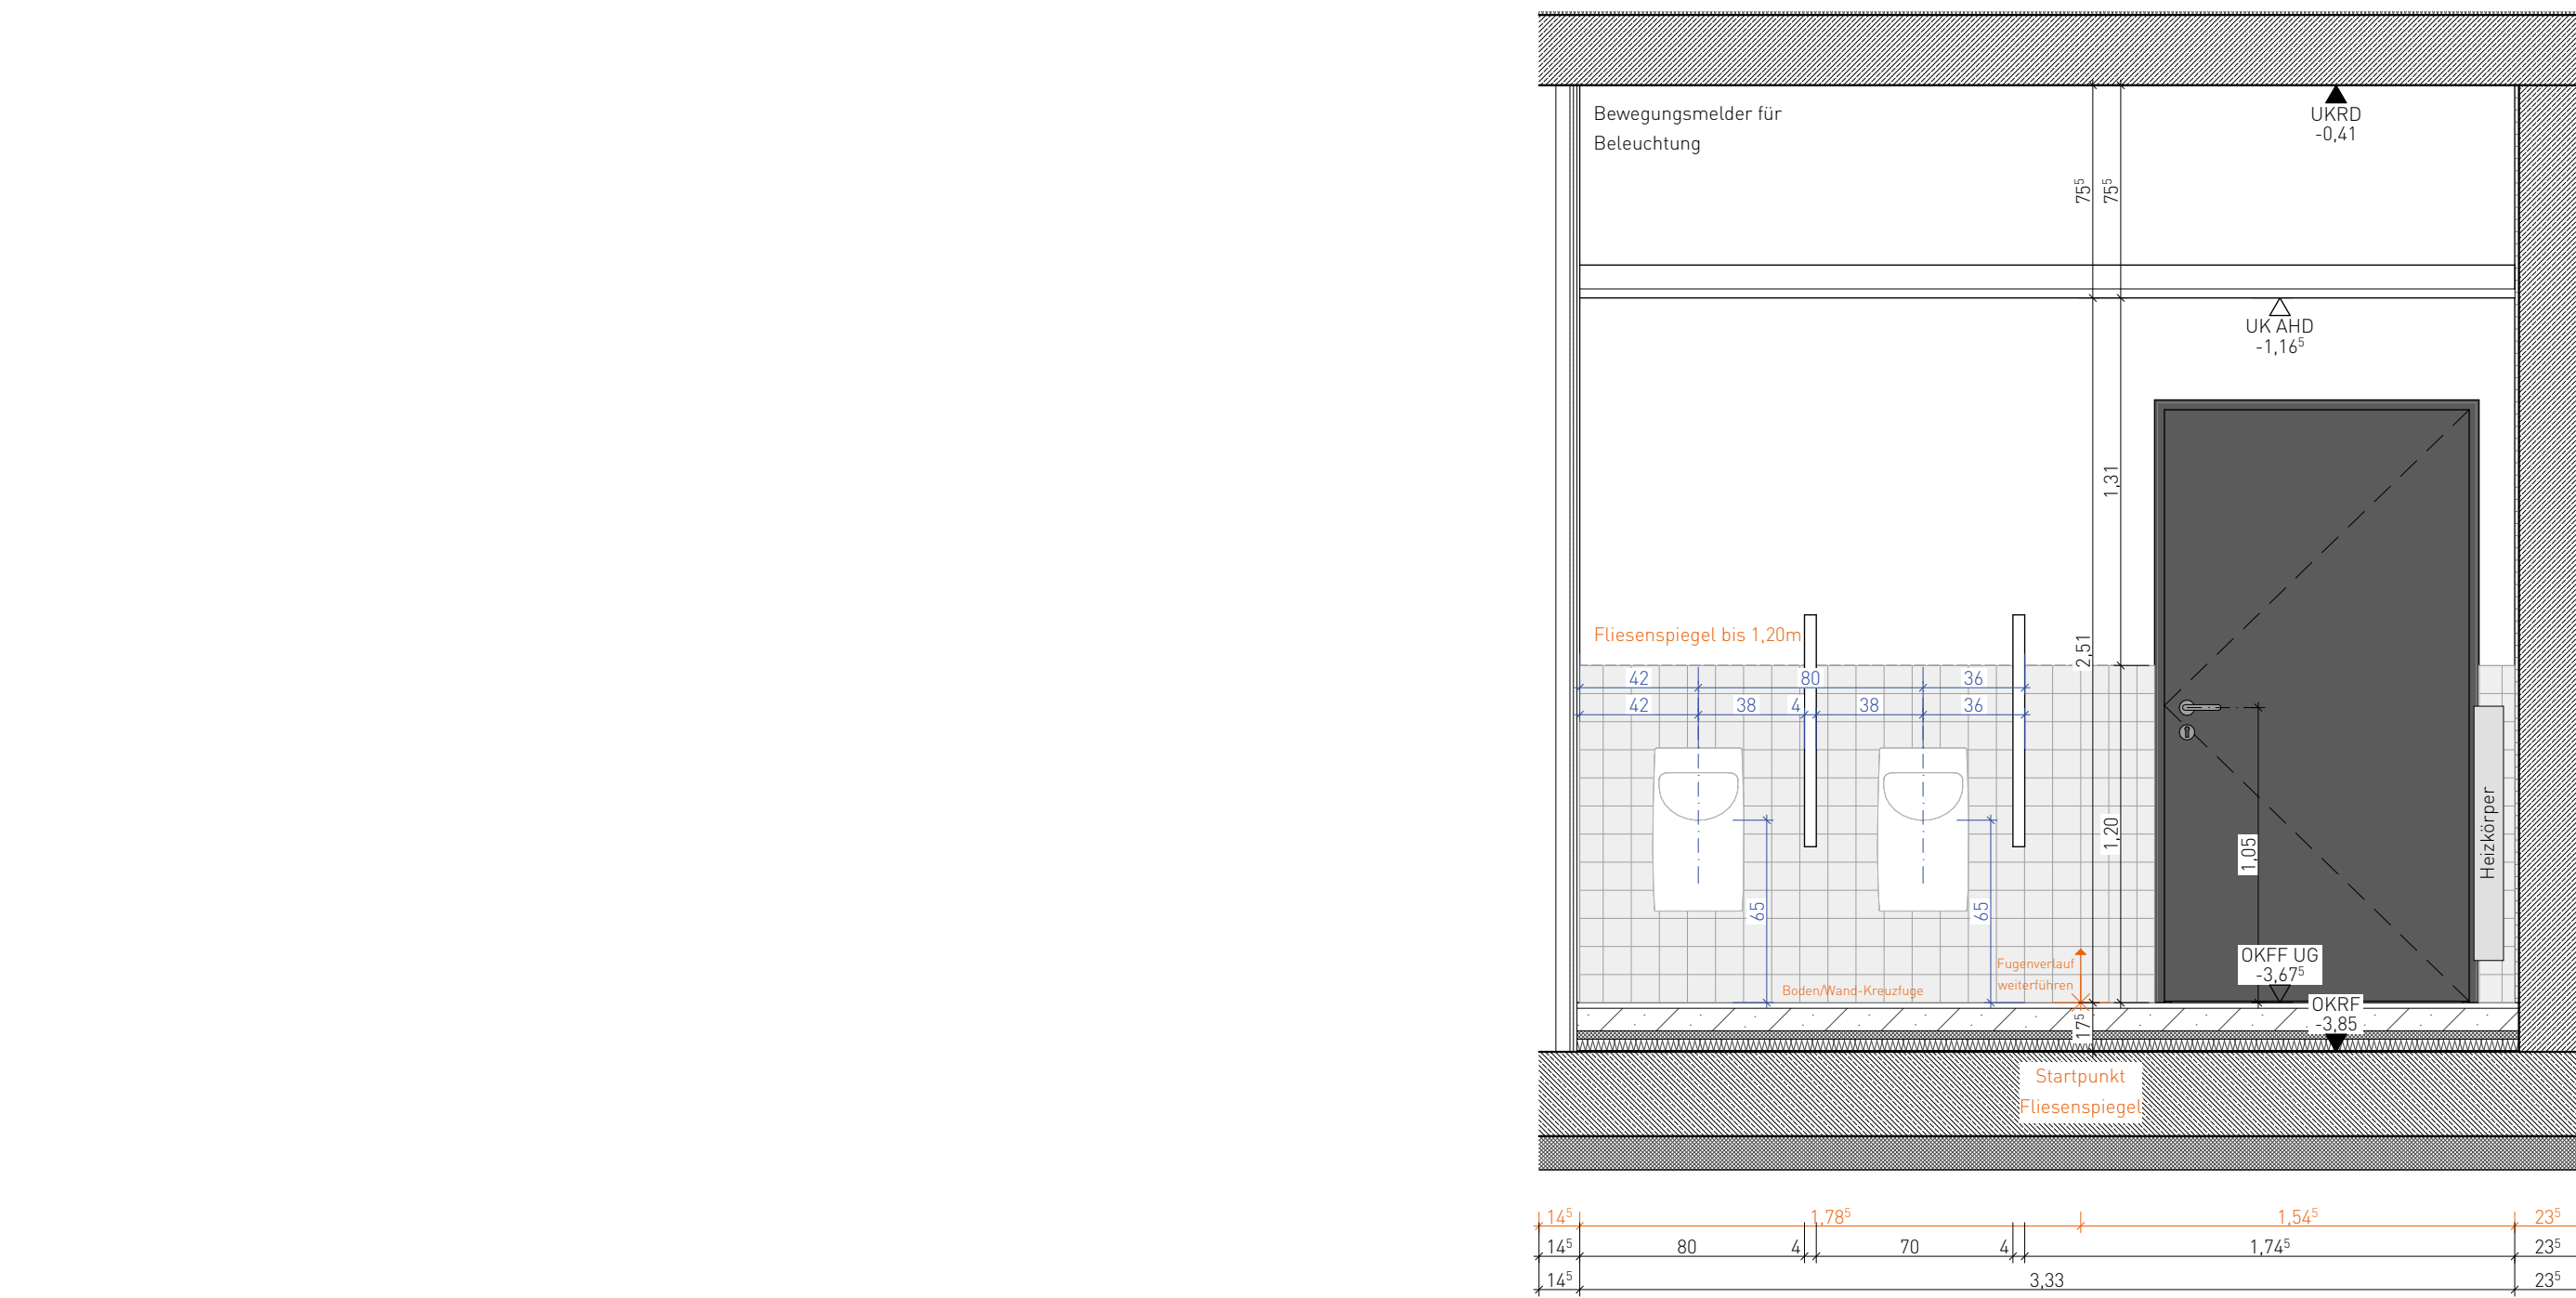 Bewegungsmelder für
Beleuchtung
UKRD
-0,41
75⁵
75⁵
UK AHD
-1,16⁵
1,31
2,51
Fliesenspiegel bis 1,20m
42
80
36
42
38
4
38
36
1,20
1,05
Heizkörper
65
65
Fugenverlauf
weiterführen
Boden/Wand-Kreuzfuge
OKFF UG
-3,67⁵
OKRF
-3,85
17⁵
Startpunkt
Fliesenspiegel
14⁵
1,78⁵
1,54⁵
23⁵
14⁵
80
4
70
4
1,74⁵
23⁵
14⁵
3,33
23⁵